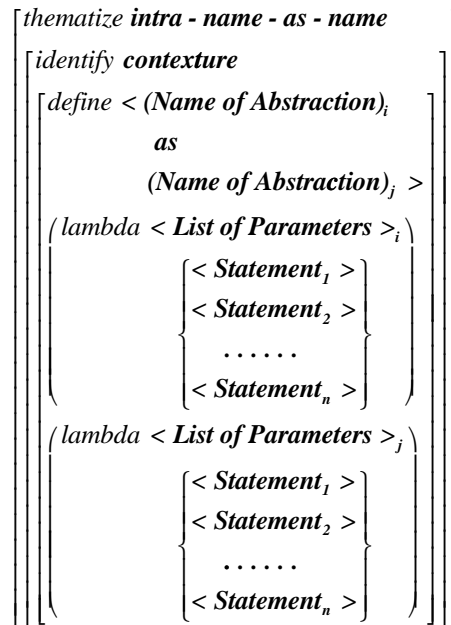 thematize intra - name - as - name
identify contexture
define < (Name of Abstraction)i
as
(Name of Abstraction)j >
(lambda < List of Parameters >i)
{< Statement1 >
< Statement2 >
......
< Statementn >}
(lambda < List of Parameters >j)
{< Statement1 >
< Statement2 >
......
< Statementn >}